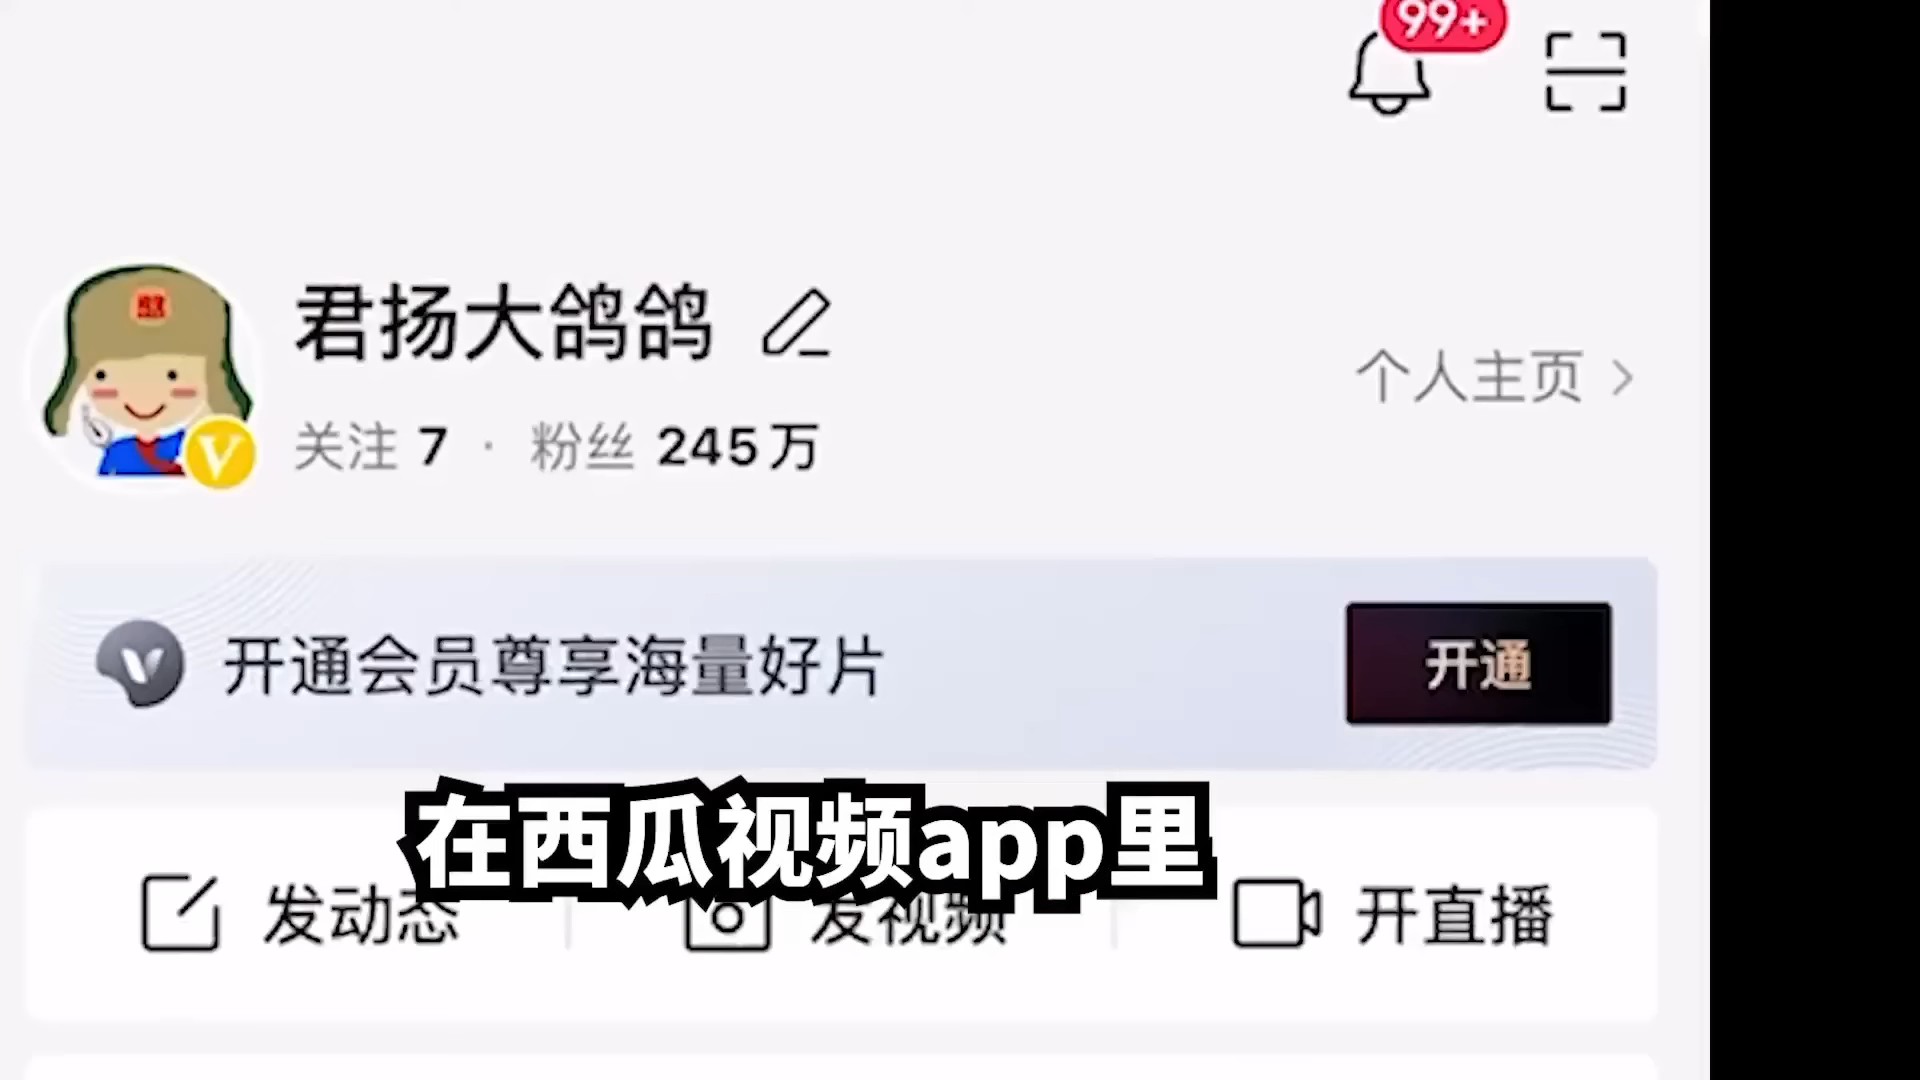 99+
君扬大鸽鸽
个人主页
关注 7 · 粉丝 245万
开通会员尊享海量好片
开通
在西瓜视频app里
发动态
发视频
开直播